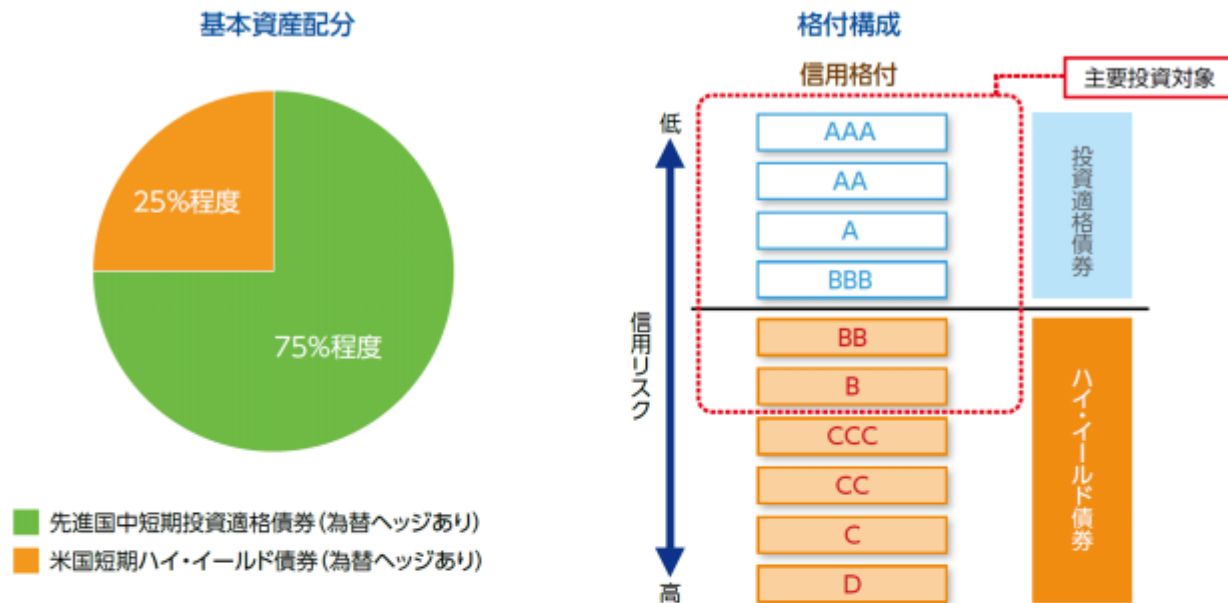 基本資産配分
25%程度
75%程度
先進国中短期投資適格債券(為替ヘッジあり)
米国短期ハイ・イールド債券(為替ヘッジあり)
格付構成
信用格付
主要投資対象
低
信用リスク
高
AAA
AA
A
BBB
BB
B
CCC
CC
C
D
投資適格債券
ハイ・イールド債券